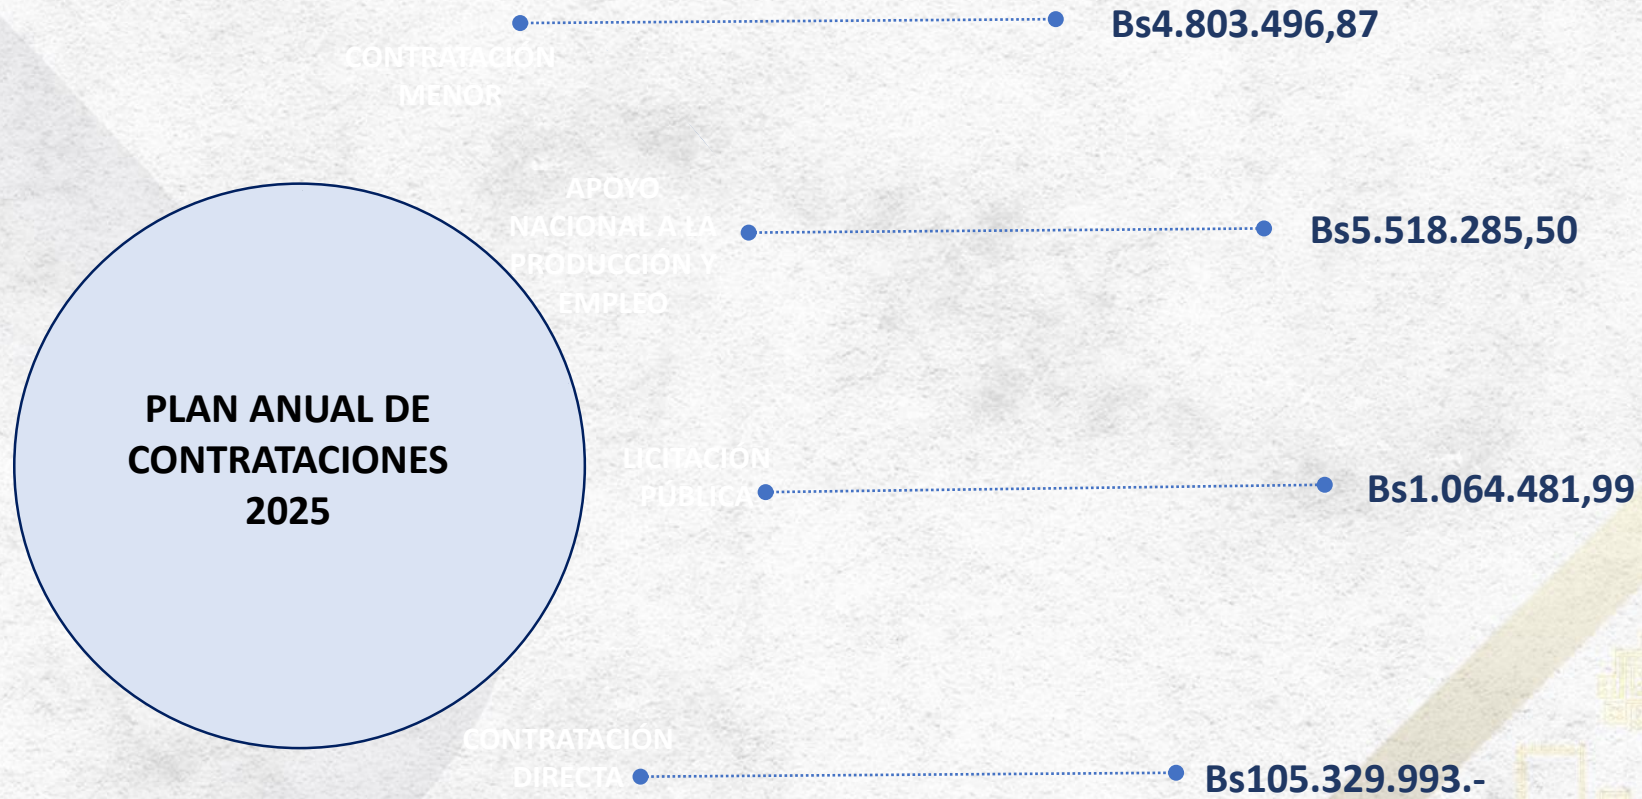 Bs4.803.496,87
CONTRATACIÓN
MENOR
APOYO
NACIONAL A LA
PRODUCCIÓN Y
EMPLEO
Bs5.518.285,50
PLAN ANUAL DE
CONTRATACIONES
2025
LICITACIÓN
PÚBLICA
Bs1.064.481,99
CONTRATACIÓN
DIRECTA
Bs105.329.993.-